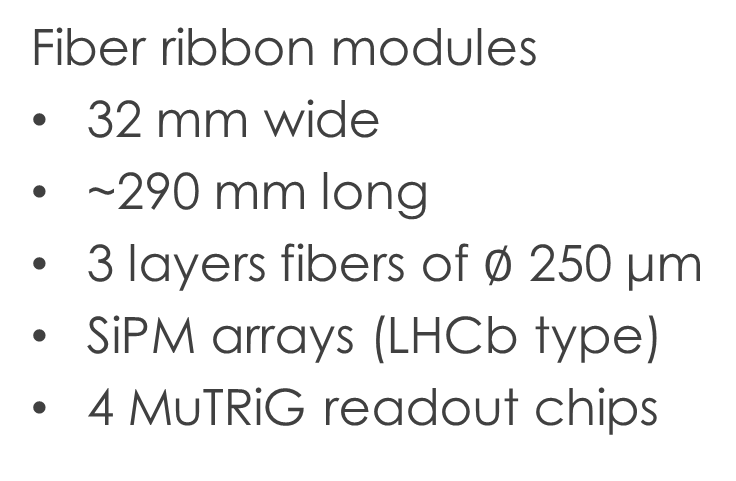 Fiber ribbon modules
• 32 mm wide
• ~290 mm long
• 3 layers fibers of ∅ 250 µm
• SiPM arrays (LHCb type)
• 4 MuTRiG readout chips